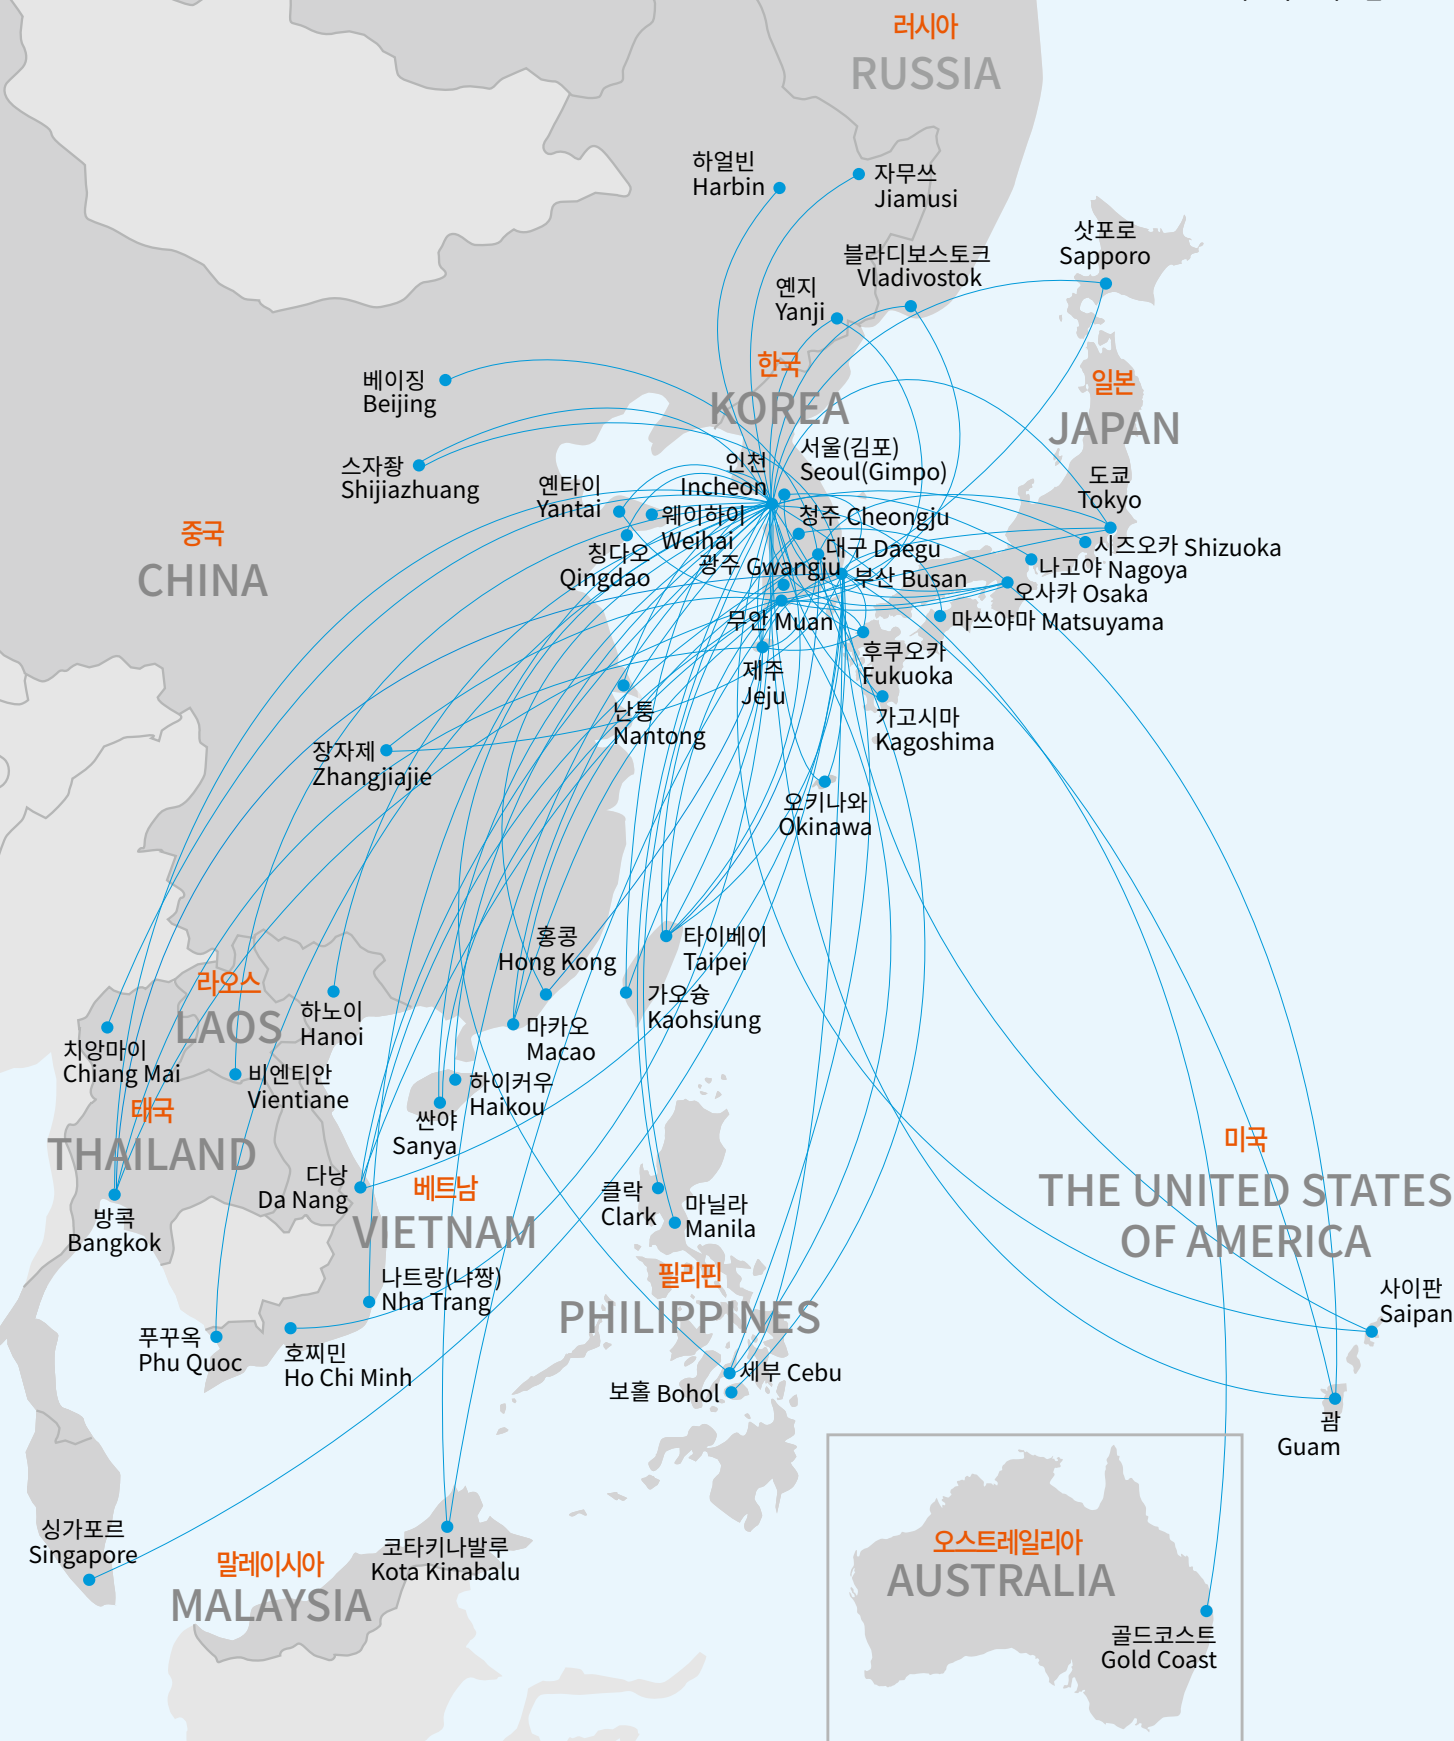 러시아
RUSSIA
하얼빈
Harbin
자무쓰
Jiamusi
삿포로
Sapporo
블라디보스토크
Vladivostok
옌지
Yanji
한국
KOREA
베이징
Beijing
일본
JAPAN
스자좡
Shijiazhuang
서울(김포)
Seoul(Gimpo)
인천
Incheon
도쿄
Tokyo
옌타이
Yantai
웨이하이
Weihai
청주 Cheongju
중국
CHINA
칭다오
Qingdao
대구 Daegu
시즈오카 Shizuoka
광주 Gwangju
나고야 Nagoya
부산 Busan
오사카 Osaka
무안 Muan
마쓰야마 Matsuyama
후쿠오카
Fukuoka
제주
Jeju
난퉁
Nantong
가고시마
Kagoshima
장자제
Zhangjiajie
오키나와
Okinawa
홍콩
Hong Kong
타이베이
Taipei
라오스
LAOS
하노이
Hanoi
가오슝
Kaohsiung
마카오
Macao
치앙마이
Chiang Mai
비엔티안
Vientiane
하이커우
Haikou
태국
THAILAND
싼야
Sanya
미국
THE UNITED STATES
OF AMERICA
다낭
Da Nang
베트남
VIETNAM
클락
Clark
마닐라
Manila
방콕
Bangkok
나트랑(냐짱)
Nha Trang
필리핀
PHILIPPINES
사이판
Saipan
푸꾸옥
Phu Quoc
호찌민
Ho Chi Minh
세부 Cebu
보홀 Bohol
괌
Guam
싱가포르
Singapore
말레이시아
MALAYSIA
코타키나발루
Kota Kinabalu
오스트레일리아
AUSTRALIA
골드코스트
Gold Coast